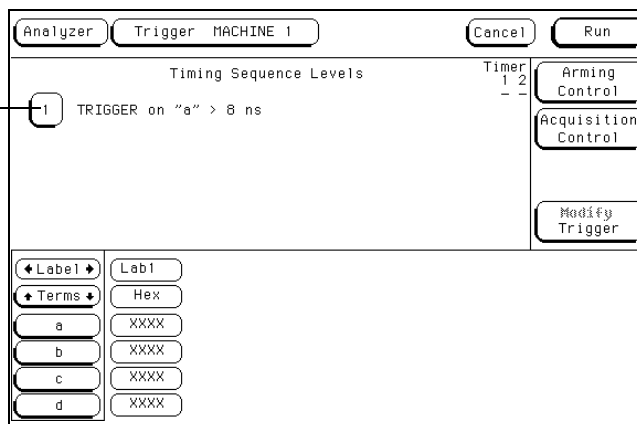 Analyzer Trigger MACHINE 1 Cancel Run
Timing Sequence Levels
Timer
1 2
– –
1 TRIGGER on "a" > 8 ns
Arming
Control
Acquisition
Control
Modify
Trigger
Label Lab1
Terms Hex
a XXXX
b XXXX
c XXXX
d XXXX